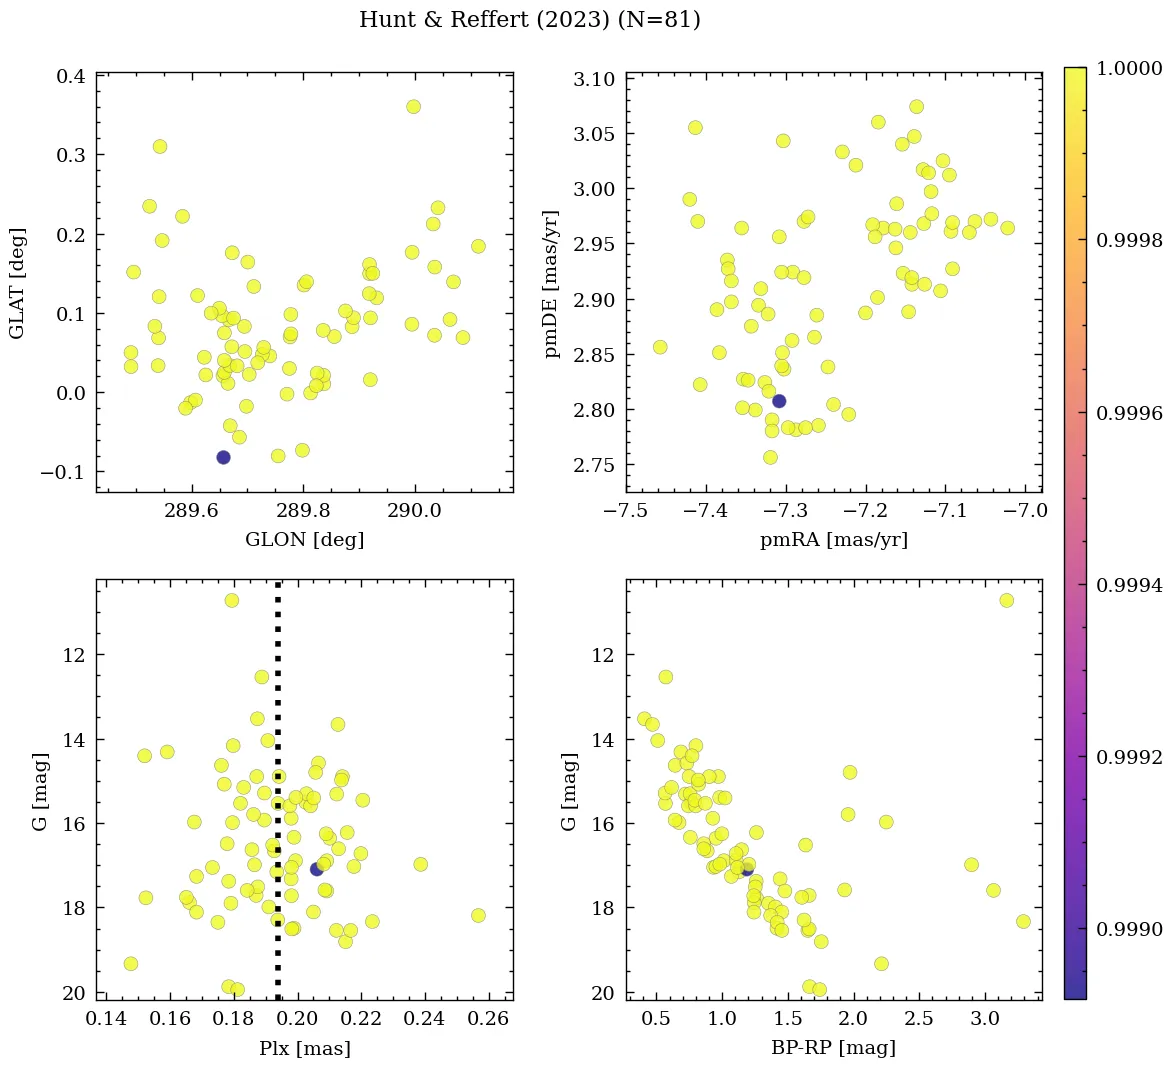 Hunt & Reffert (2023) (N=81)
0.4
0.3
0.2
0.1
0.0
−0.1
GLAT [deg]
289.6 289.8 290.0
GLON [deg]
3.10
3.05
3.00
2.95
2.90
2.85
2.80
2.75
pmDE [mas/yr]
−7.5 −7.4 −7.3 −7.2 −7.1 −7.0
pmRA [mas/yr]
12
14
16
18
20
G [mag]
0.14 0.16 0.18 0.20 0.22 0.24 0.26
Plx [mas]
12
14
16
18
20
G [mag]
0.5 1.0 1.5 2.0 2.5 3.0
BP-RP [mag]
1.0000
0.9998
0.9996
0.9994
0.9992
0.9990